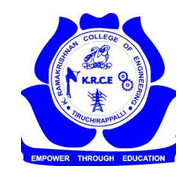 K. RAMAKRISHNAN COLLEGE OF ENGINEERING
K.R.C.E
TIRUCHIRAPPALLI
EMPOWER THROUGH EDUCATION